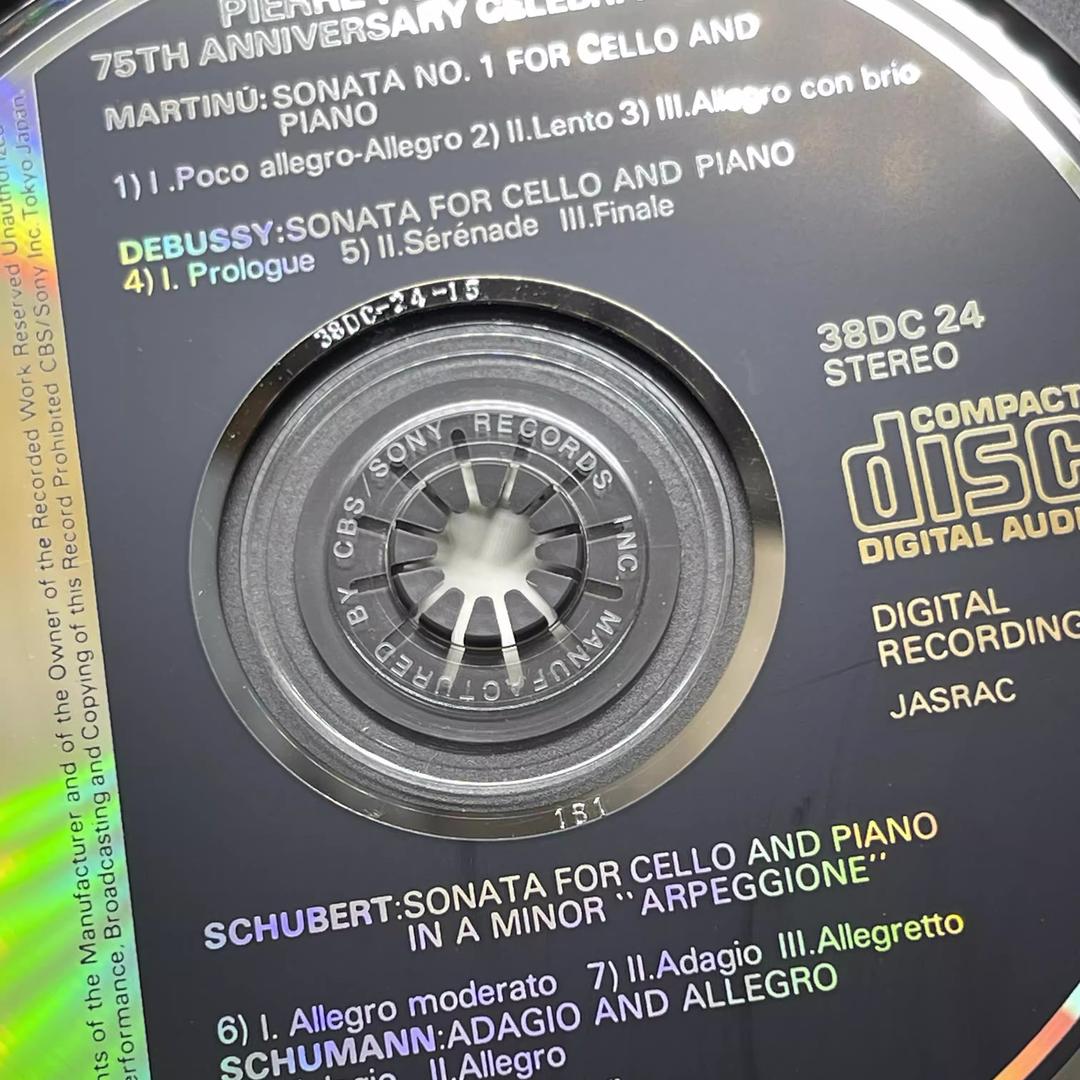 PIERRE
75TH ANNIVERSARY
MARTINŮ: SONATA NO. 1 FOR CELLO AND
PIANO
1) I .Poco allegro-Allegro 2) II.Lento 3) III.Allegro con brio
DEBUSSY:SONATA FOR CELLO AND PIANO
4) I. Prologue 5) II.Sérénade III.Finale
38DC-24-15
38DC 24
STEREO
COMPACT
disc
DIGITAL
DIGITAL
RECORDING
JASRAC
MANUFACTURED BY CBS/SONY RECORDS INC.
181
SCHUBERT:SONATA FOR CELLO AND PIANO
IN A MINOR "ARPEGGIONE"
6) I. Allegro moderato 7) II.Adagio III.Allegretto
SCHUMANN:ADAGIO AND ALLEGRO
II.Allegro
of the Manufacturer and of the Owner of the Recorded Work Reserved
Broadcasting and Copying of this Record Prohibited CBS/Sony Inc. Tokyo Japan.